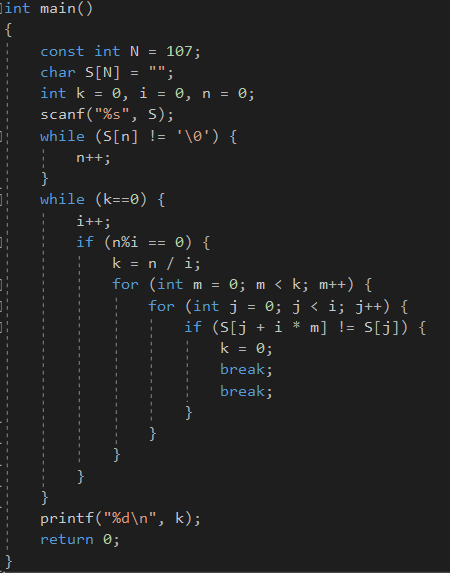 int main()
{
    const int N = 107;
    char S[N] = "";
    int k = 0, i = 0, n = 0;
    scanf("%s", S);
    while (S[n] != '\0') {
        n++;
    }
    while (k==0) {
        i++;
        if (n%i == 0) {
            k = n / i;
            for (int m = 0; m < k; m++) {
                for (int j = 0; j < i; j++) {
                    if (S[j + i * m] != S[j]) {
                        k = 0;
                        break;
                        break;
                    }
                }
            }
        }
    }
    printf("%d\n", k);
    return 0;
}